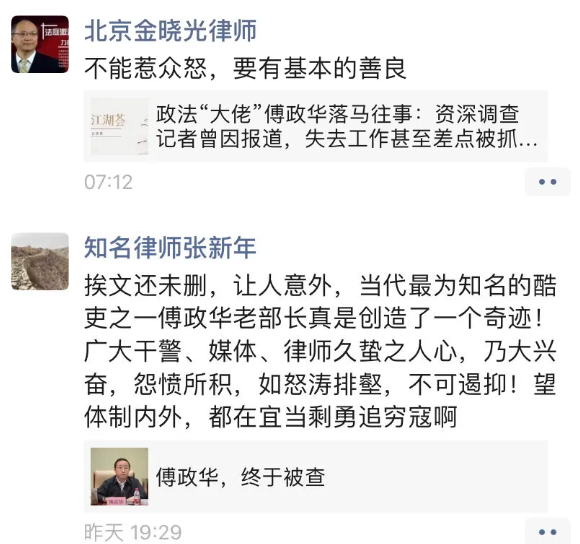 北京金晓光律师
不能惹众怒，要有基本的善良
江湖荟
政法“大佬”傅政华落马往事：资深调查
记者曾因报道，失去工作甚至差点被抓...
07:12
知名律师张新年
挨文还未删，让人意外，当代最为知名的酷
吏之一傅政华老部长真是创造了一个奇迹！
广大干警、媒体、律师久蛰之人心，乃大兴
奋，怨愤所积，如怒涛排壑，不可遏抑！望
体制内外，都在宜当剩勇追穷寇啊
傅政华，终于被查
昨天 19:29